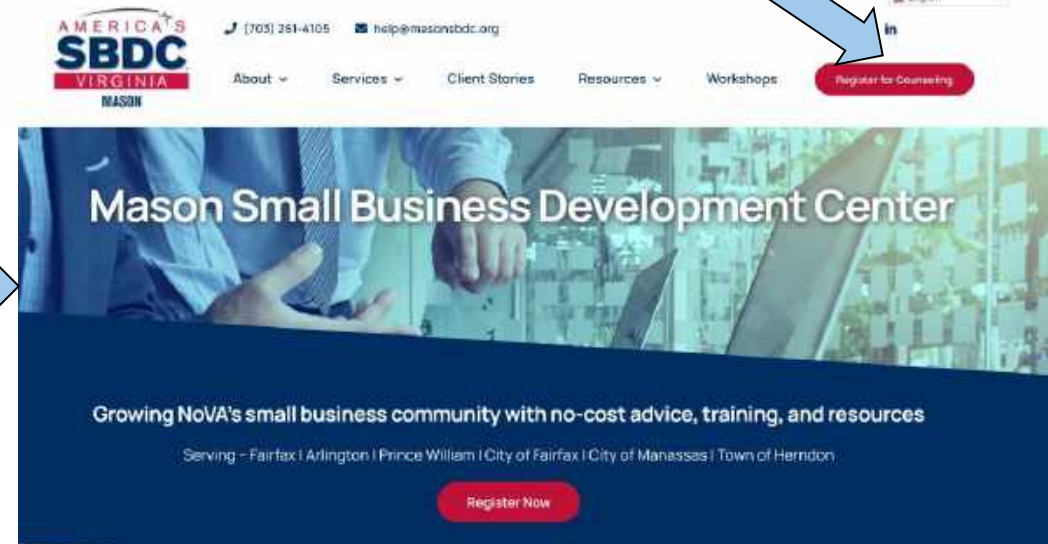 English
AMERICA'S
SBDC
VIRGINIA
MASON
(703) 261-4105 help@masonsbdc.org
in
About Services Client Stories Resources Workshops Register for Counseling
Mason Small Business Development Center
Growing NoVA's small business community with no-cost advice, training, and resources
Serving – Fairfax | Arlington | Prince William | City of Fairfax | City of Manassas | Town of Herndon
Register Now